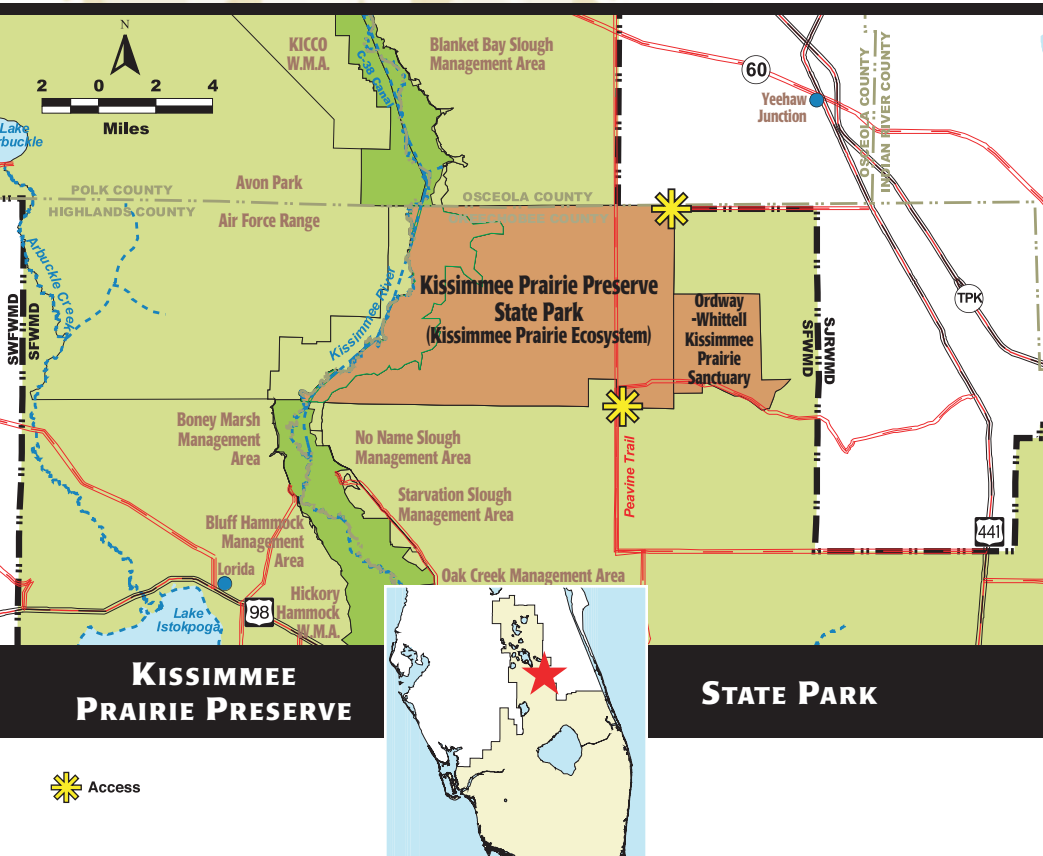 N
2 0 2 4
Miles
KICCO
W.M.A.
C-38 Canal
Blanket Bay Slough
Management Area
60
Yeehaw
Junction
OSCEOLA COUNTY
INDIAN RIVER COUNTY
Lake
rbuckle
POLK COUNTY
HIGHLANDS COUNTY
Avon Park
Air Force Range
OSCEOLA COUNTY
OKEECHOBEE COUNTY
Arbuckle Creek
SWFWMD
SFWMD
Kissimmee River
Kissimmee Prairie Preserve
State Park
(Kissimmee Prairie Ecosystem)
Ordway
-Whittell
Kissimmee
Prairie
Sanctuary
SFWMD
SJRWMD
TPK
Boney Marsh
Management
Area
No Name Slough
Management Area
Starvation Slough
Management Area
Peavine Trail
Bluff Hammock
Management
Area
441
Lorida
Oak Creek Management Area
Hickory
Hammock
W.M.A.
98
Lake
Istokpoga
Kissimmee
Prairie Preserve
State Park
Access